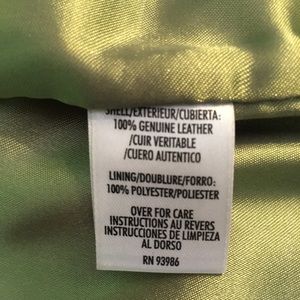 SHELL/EXTERIEUR/CUBIERTA:
100% GENUINE LEATHER
/CUIR VERITABLE
/CUERO AUTENTICO
LINING/DOUBLURE/FORRO:
100% POLYESTER/POLIESTER
OVER FOR CARE
INSTRUCTIONS AU REVERS
INSTRUCCIONES DE LIMPIEZA
AL DORSO
RN 93986